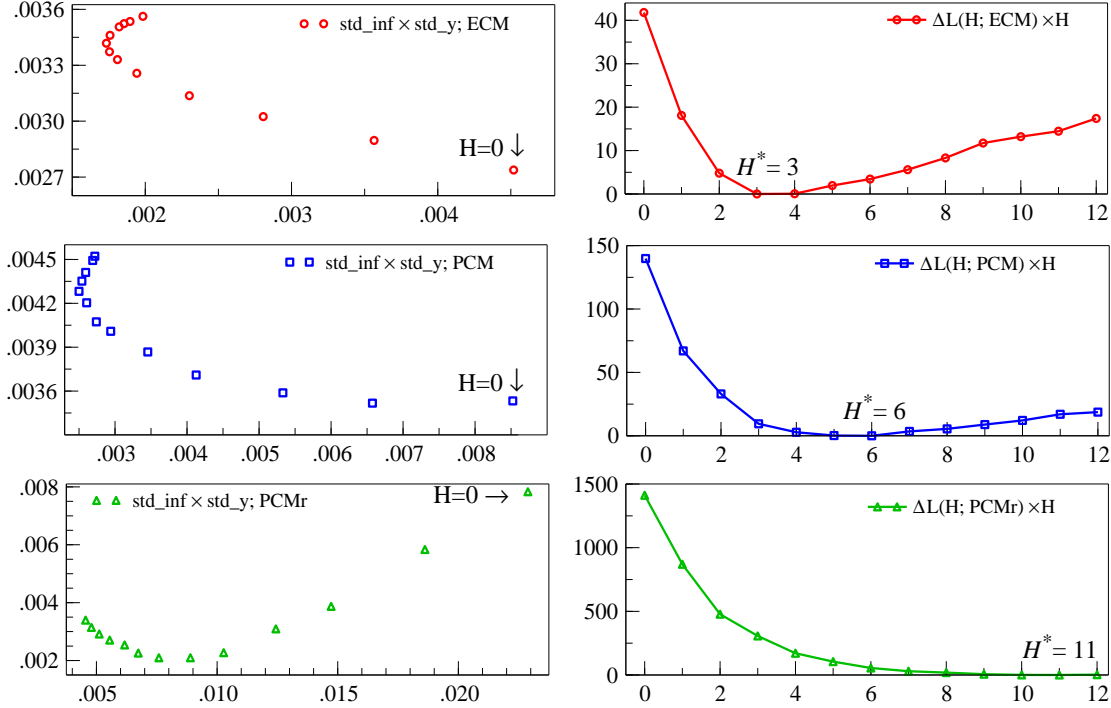 .0036
.0033
.0030
.0027
std_inf × std_y; ECM
H=0 ↓
.002 .003 .004
40
30
20
10
0
ΔL(H; ECM) ×H
H*= 3
0 2 4 6 8 10 12
.0045
.0042
.0039
.0036
std_inf × std_y; PCM
H=0 ↓
.003 .004 .005 .006 .007 .008
150
100
50
0
ΔL(H; PCM) ×H
H*= 6
0 2 4 6 8 10 12
.008
.006
.004
.002
std_inf × std_y; PCMr
H=0 →
.005 .010 .015 .020
1500
1000
500
0
ΔL(H; PCMr) ×H
H*= 11
0 2 4 6 8 10 12